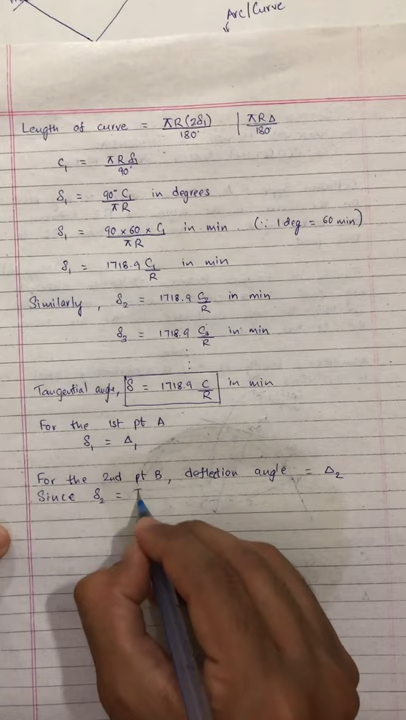 Arc/Curve
Length of curve = πR(2δ₁)/180° | πRΔ/180°
C₁ = πRδ₁/90°
δ₁ = 90° C₁/πR in degrees
δ₁ = 90 × 60 × C₁/πR in min (∵ 1 deg = 60 min)
δ₁ = 1718.9 C₁/R in min
Similarly, δ₂ = 1718.9 C₂/R in min
δ₃ = 1718.9 C₃/R in min
⋮
Tangential angle, δ = 1718.9 C/R in min
For the 1st pt A
δ₁ = Δ₁
For the 2nd pt B, deflection angle = Δ₂
Since δ₂ =